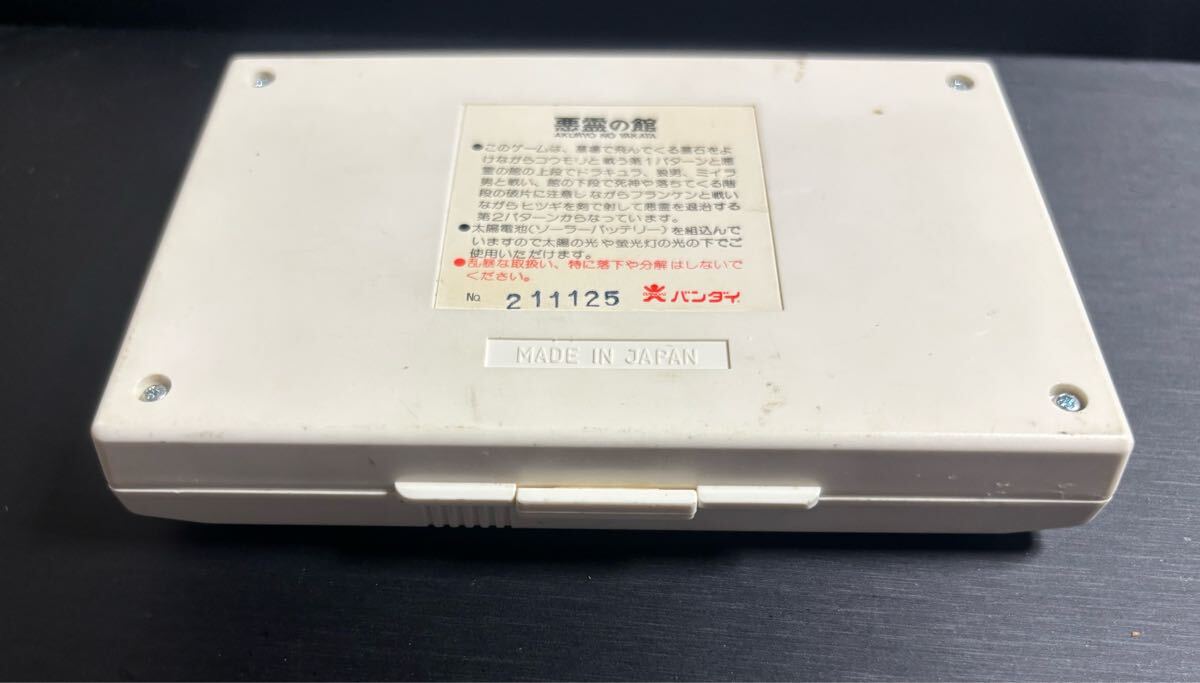 悪霊の館
AKURYO NO YAKATA
●このゲームは、墓場で飛んでくる墓石をよ
けながらコウモリと戦う第1パターンと悪
霊の館の上段でドラキュラ、狼男、ミイラ
男と戦い、館の下段で死神や落ちてくる階
段の破片に注意しながらフランケンと戦い
ながらヒツギを剣で射して悪霊を退治する
第2パターンからなっています。
●太陽電池(ソーラーバッテリー)を組込んで
いますので太陽の光や蛍光灯の光の下でご
使用いただけます。
●乱暴な取扱い、特に落下や分解はしないで
ください。
No. 211125 バンダイ
MADE IN JAPAN